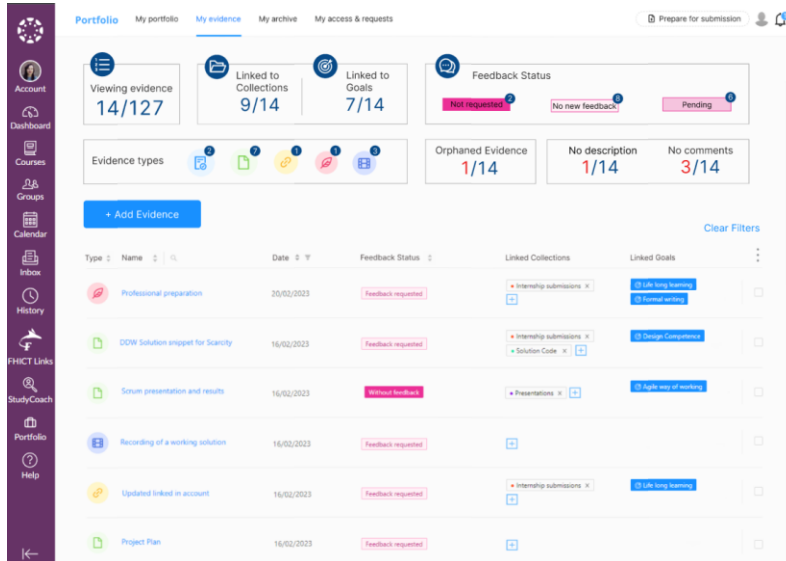 Portfolio My portfolio My evidence My archive My access & requests Prepare for submission
Account
Dashboard
Courses
Groups
Calendar
Inbox
History
FHICT Links
StudyCoach
Portfolio
Help
Viewing evidence
14/127
Linked to
Collections
9/14
Linked to
Goals
7/14
Feedback Status
Not requested 2
No new feedback 6
Pending 6
Evidence types 2 7 1 1 3
Orphaned Evidence
1/14
No description
1/14
No comments
3/14
+ Add Evidence
Clear Filters
Type Name Date Feedback Status Linked Collections Linked Goals
Professional preparation 20/02/2023 Feedback requested Internship submissions × + Life long learning
Formal writing
DDW Solution snippet for Scarcity 16/02/2023 Feedback requested Internship submissions × Design Competence
Solution Code × +
Scrum presentation and results 16/02/2023 Without feedback Presentations × + Agile way of working
Recording of a working solution 16/02/2023 Feedback requested +
Updated linked in account 16/02/2023 Feedback requested Internship submissions × + Life long learning
Project Plan 16/02/2023 Feedback requested +